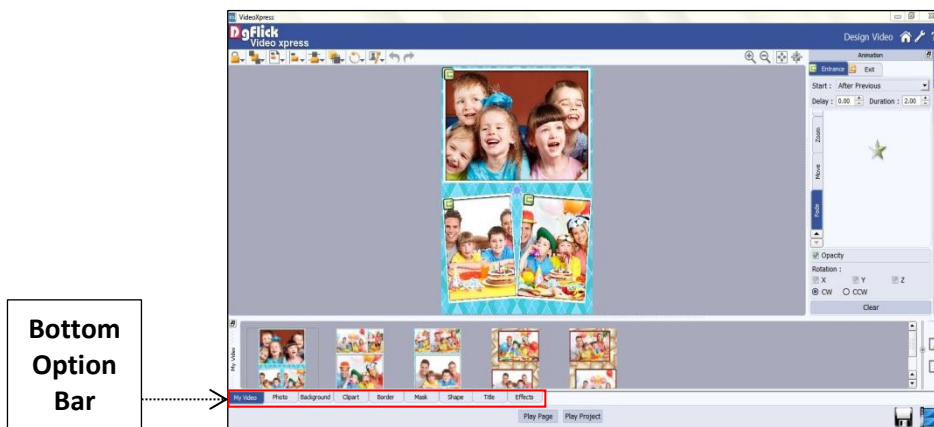 VideoXpress
DgFlick
Video xpress
Design Video
Animation
Entrance
Exit
Start : After Previous
Delay : 0.00 Duration : 2.00
Zoom
Move
Fade
Opacity
Rotation :
X Y Z
CW CCW
Clear
My Video
Bottom
Option
Bar
My Video Photo Background Clipart Border Mask Shape Title Effects
Play Page Play Project